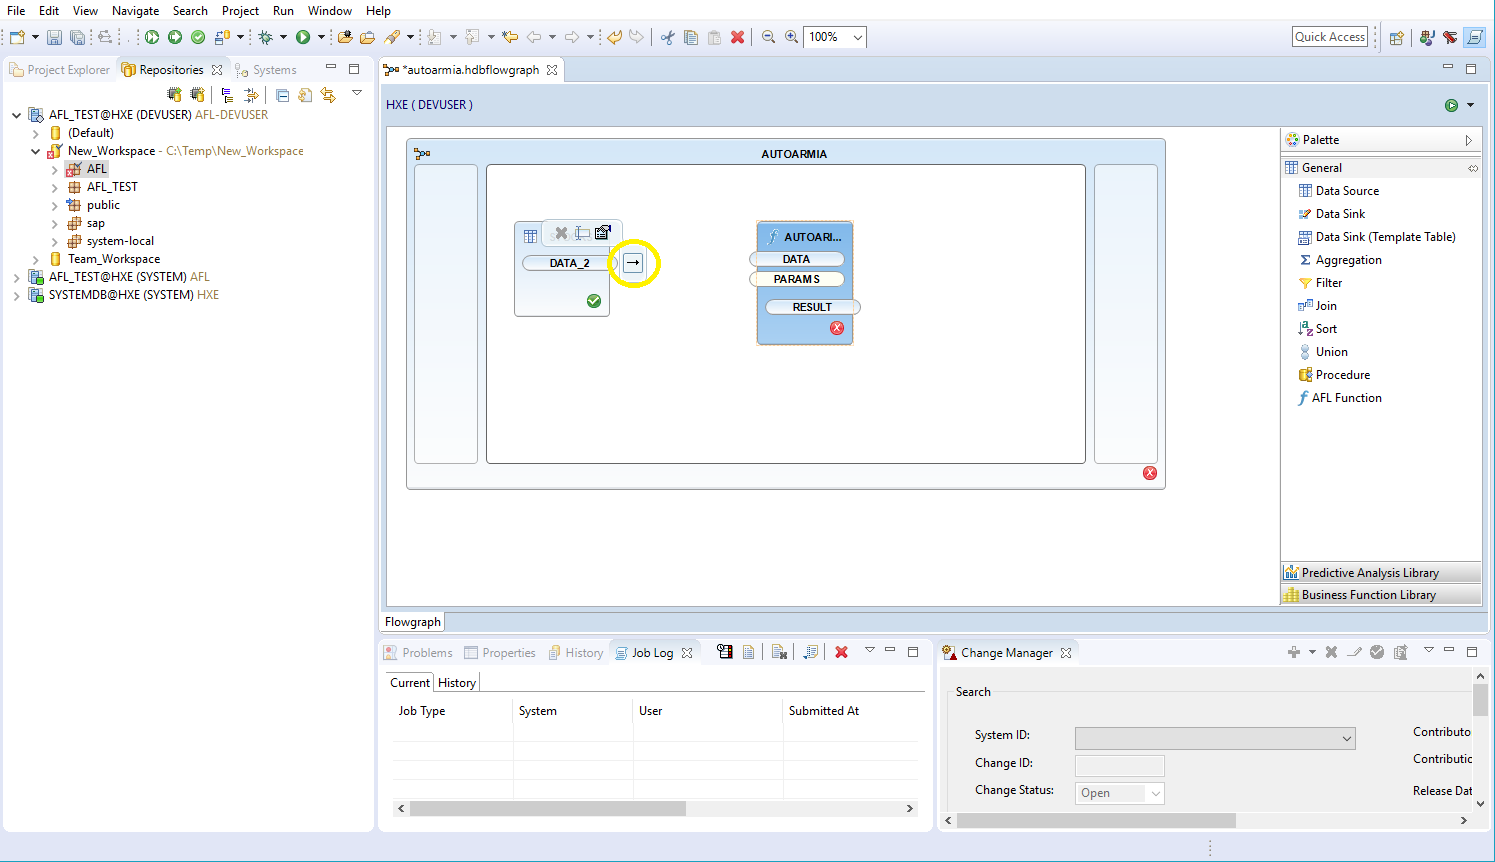 File Edit Navigate Search Project Run Window Help
100% Quick Access
Project Explorer Repositories Systems
AFL_TEST@HXE (DEVUSER) AFL-DEVUSER
(Default)
New_Workspace - C:\Temp\New_Workspace
AFL
AFL_TEST
public
sap
system-local
Team_Workspace
AFL_TEST@HXE (SYSTEM) AFL
SYSTEMDB@HXE (SYSTEM) HXE
*autoarmia.hdbflowgraph
HXE ( DEVUSER )
AUTOARMIA
DATA_2
AUTOARI...
DATA
PARAMS
RESULT
Palette
General
Data Source
Data Sink
Data Sink (Template Table)
Aggregation
Filter
Join
Sort
Union
Procedure
AFL Function
Predictive Analysis Library
Business Function Library
Flowgraph
Problems Properties History Job Log
Current History
Job Type System User Submitted At
Change Manager
Search
System ID:
Change ID:
Change Status: Open
Contributo
Contributic
Release Dat